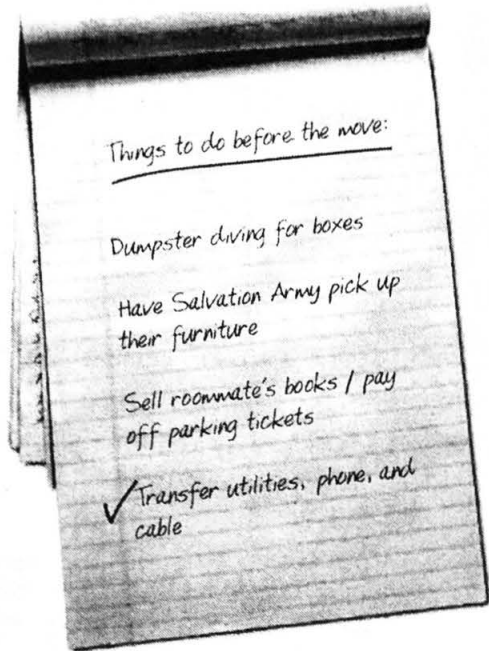 Things to do before the move:
Dumpster diving for boxes
Have Salvation Army pick up
their furniture
Sell roommate's books / pay
off parking tickets
✓Transfer utilities, phone, and
cable